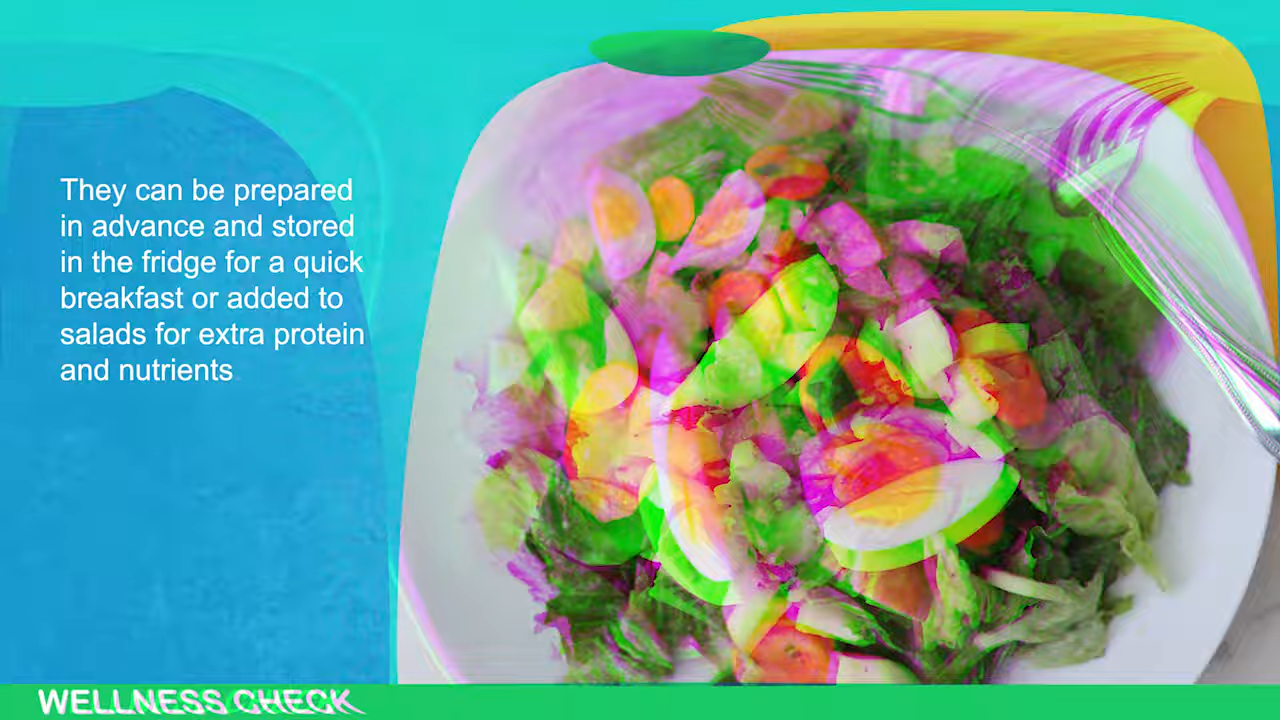 They can be prepared
in advance and stored
in the fridge for a quick
breakfast or added to
salads for extra protein
and nutrients
WELLNESS CHECK